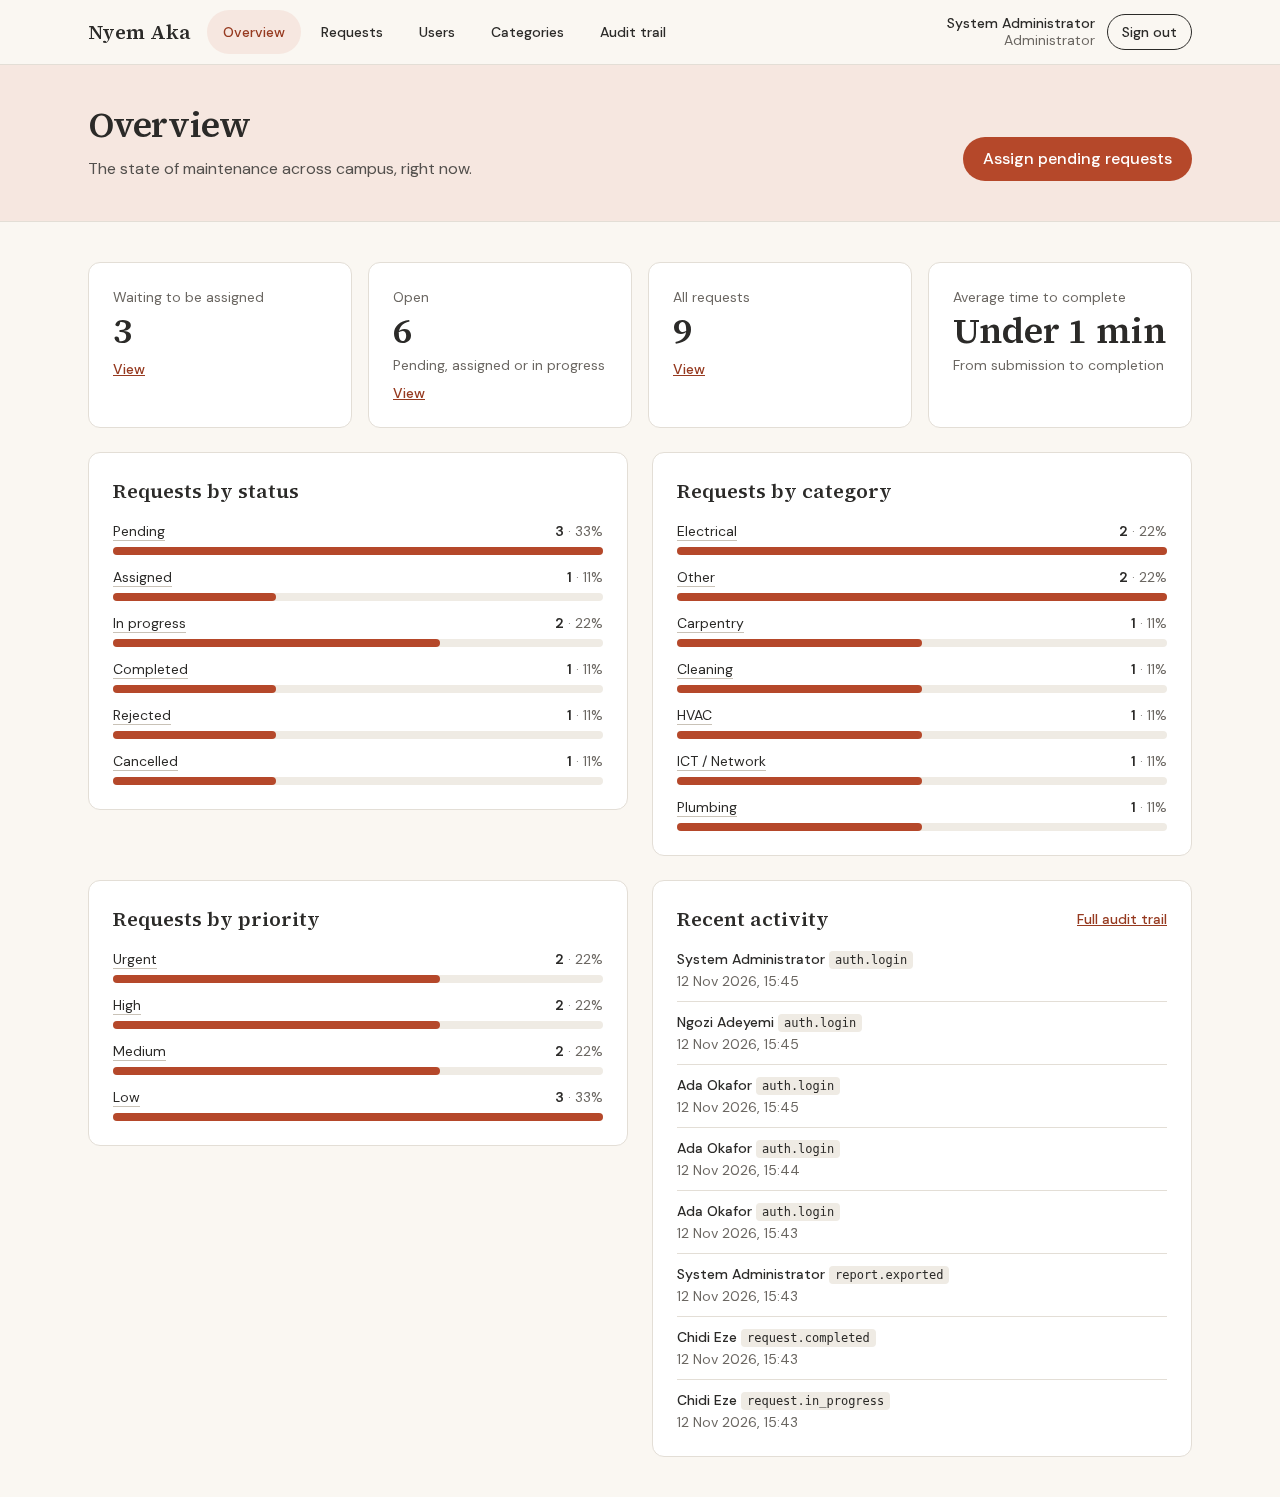 Nyem Aka
Overview
Requests
Users
Categories
Audit trail
System Administrator
Administrator
Sign out
Overview
The state of maintenance across campus, right now.
Assign pending requests
Waiting to be assigned
3
View
Open
6
Pending, assigned or in progress
View
All requests
9
View
Average time to complete
Under 1 min
From submission to completion
Requests by status
Pending 3 · 33%
Assigned 1 · 11%
In progress 2 · 22%
Completed 1 · 11%
Rejected 1 · 11%
Cancelled 1 · 11%
Requests by category
Electrical 2 · 22%
Other 2 · 22%
Carpentry 1 · 11%
Cleaning 1 · 11%
HVAC 1 · 11%
ICT / Network 1 · 11%
Plumbing 1 · 11%
Requests by priority
Urgent 2 · 22%
High 2 · 22%
Medium 2 · 22%
Low 3 · 33%
Recent activity
Full audit trail
System Administrator auth.login
12 Nov 2026, 15:45
Ngozi Adeyemi auth.login
12 Nov 2026, 15:45
Ada Okafor auth.login
12 Nov 2026, 15:45
Ada Okafor auth.login
12 Nov 2026, 15:44
Ada Okafor auth.login
12 Nov 2026, 15:43
System Administrator report.exported
12 Nov 2026, 15:43
Chidi Eze request.completed
12 Nov 2026, 15:43
Chidi Eze request.in_progress
12 Nov 2026, 15:43